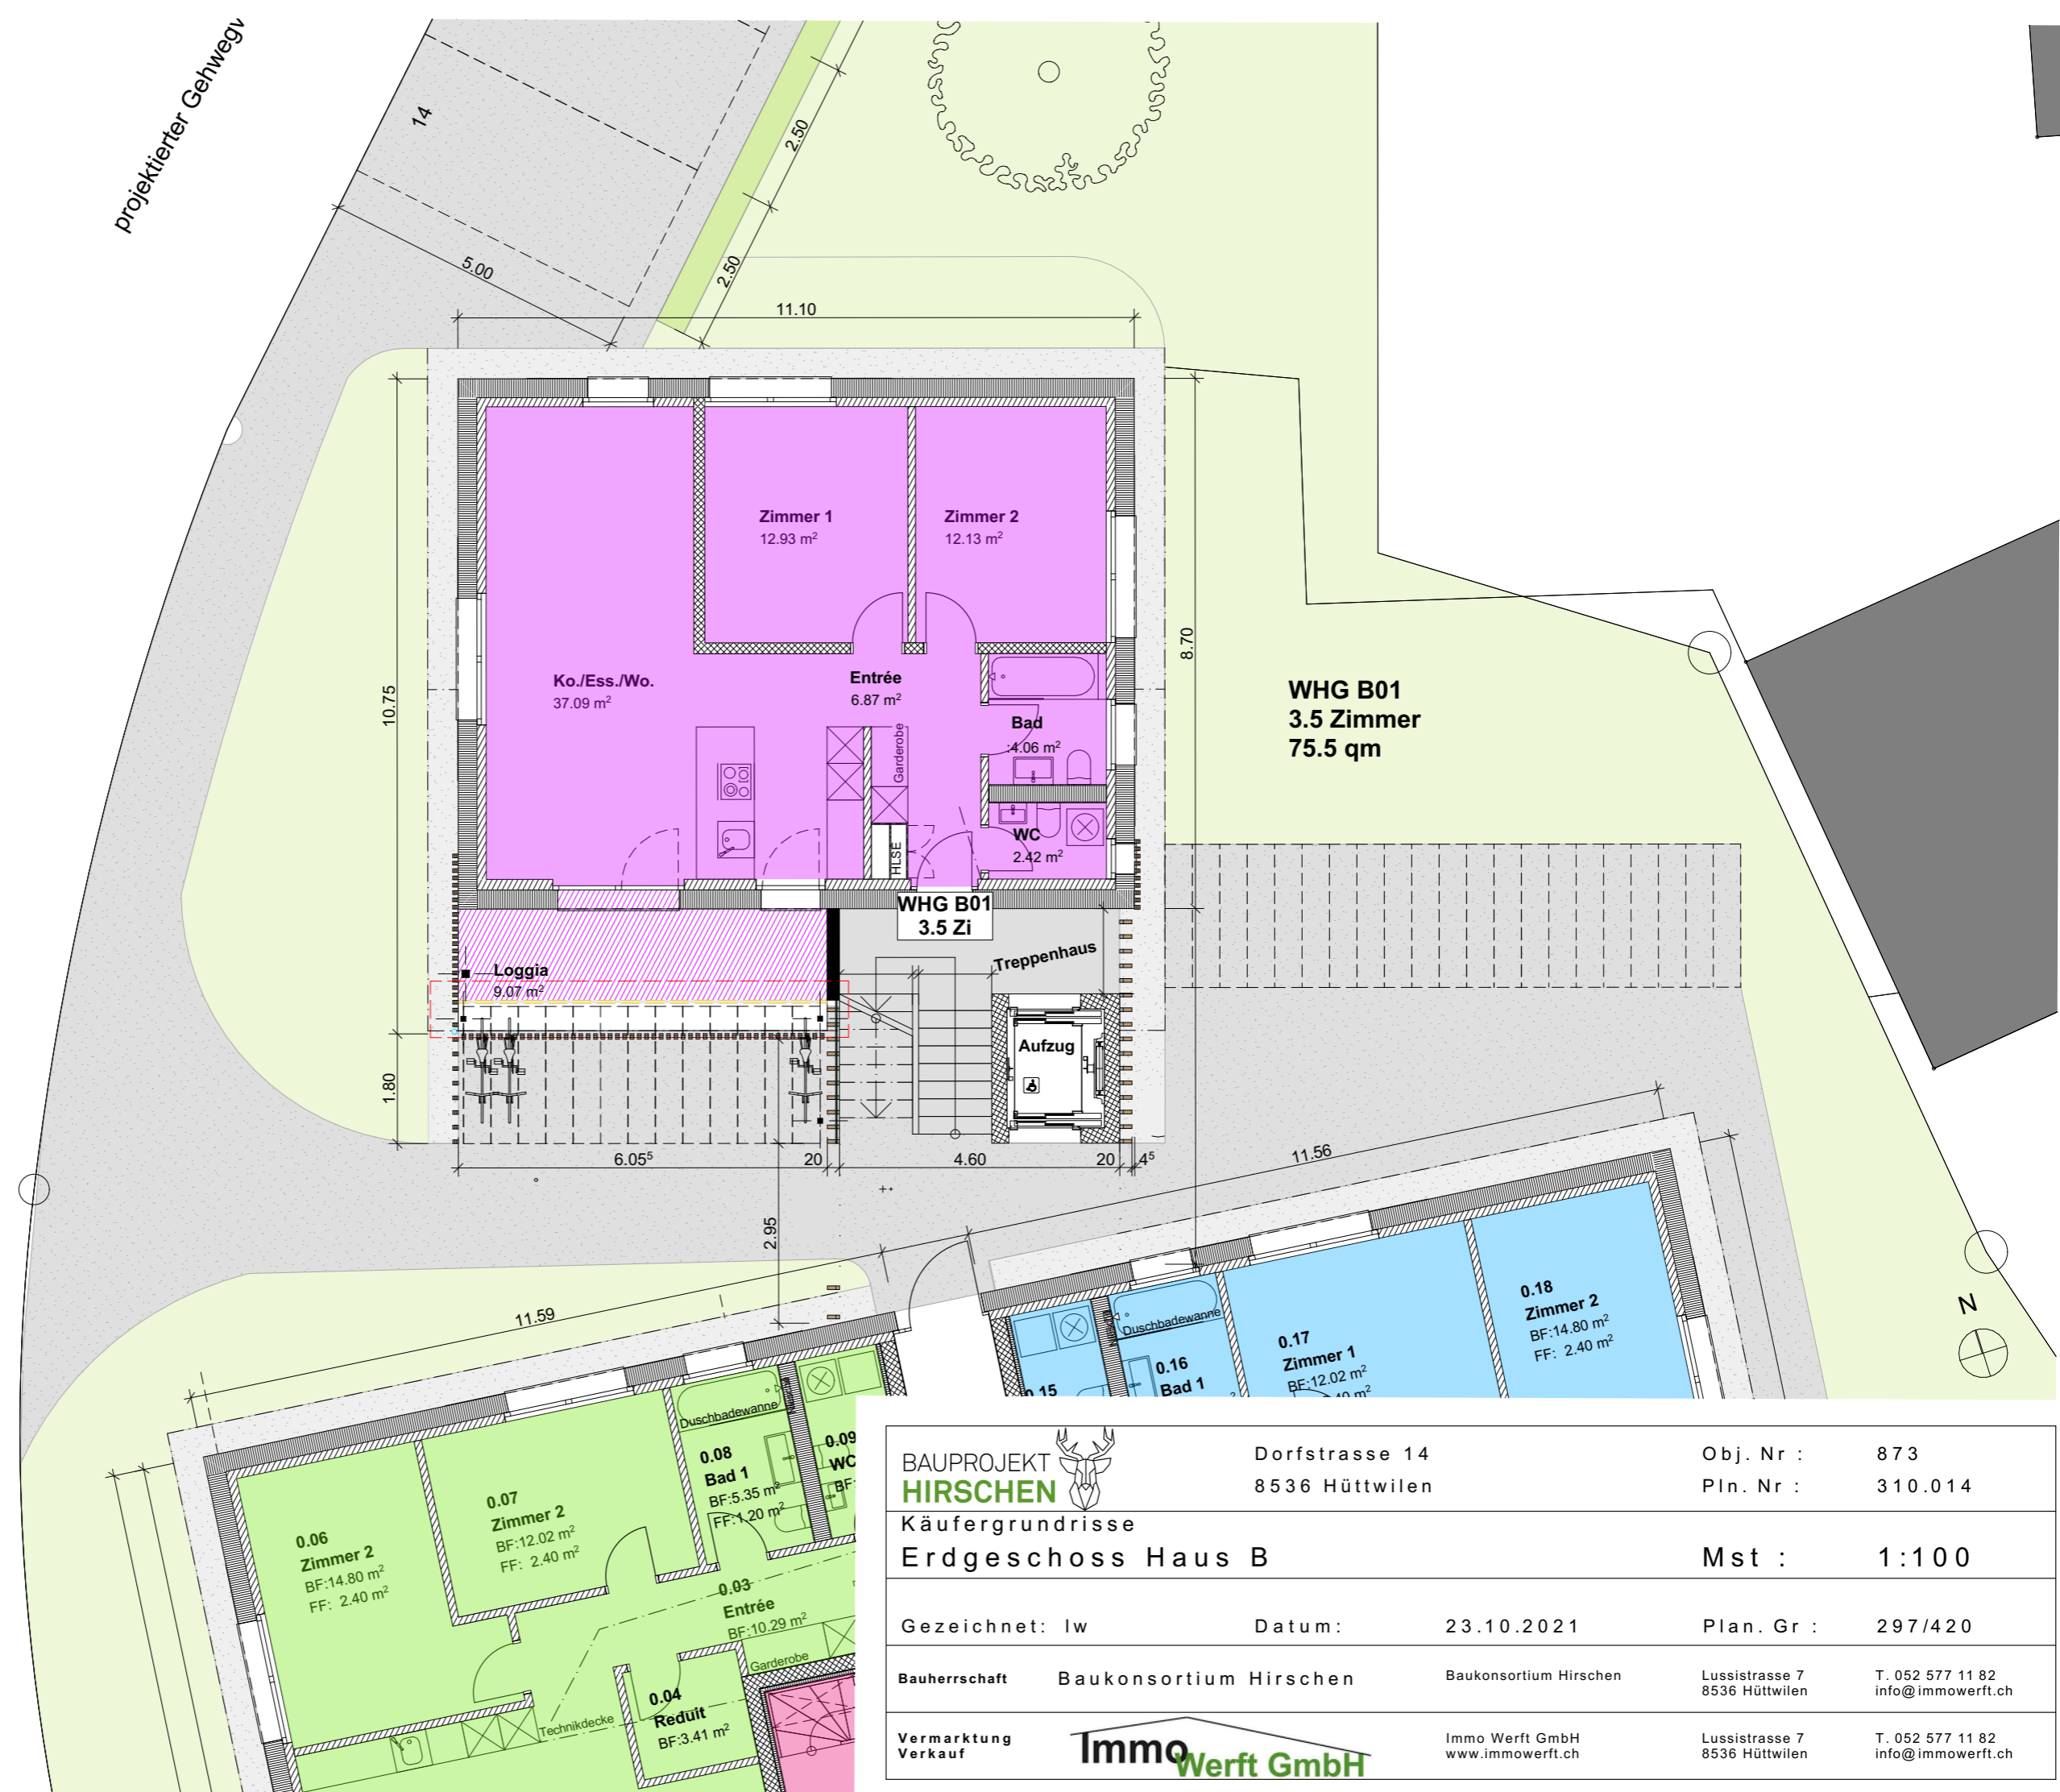 projektierter Gehweg
14
2.50
2.50
5.00
11.10
10.75
8.70
Zimmer 1
12.93 m²
Zimmer 2
12.13 m²
Ko./Ess./Wo.
37.09 m²
Entrée
6.87 m²
Garderobe
Bad
:4.06 m²
HLSE
WC
2.42 m²
WHG B01
3.5 Zimmer
75.5 qm
WHG B01
3.5 Zi
Treppenhaus
Loggia
9.07 m²
Aufzug
1.80
6.05⁵
20
4.60
20
4⁵
2.95
11.56
11.59
N
0.18
Zimmer 2
BF:14.80 m²
FF: 2.40 m²
0.17
Zimmer 1
BF:12.02 m²
Duschbadewanne
0.16
Bad 1
0.15
Duschbadewanne
0.08
Bad 1
BF:5.35 m²
FF:1.20 m²
0.09
WC
BF:
0.07
Zimmer 2
BF:12.02 m²
FF: 2.40 m²
0.06
Zimmer 2
BF:14.80 m²
FF: 2.40 m²
0.03
Entrée
BF:10.29 m²
Garderobe
0.04
Reduit
BF:3.41 m²
Technikdecke
BAUPROJEKT
HIRSCHEN
Dorfstrasse 14
8536 Hüttwilen
Obj. Nr : 873
Pln. Nr : 310.014
Käufergrundrisse
Erdgeschoss Haus B Mst : 1:100
Gezeichnet: lw Datum: 23.10.2021 Plan. Gr : 297/420
Bauherrschaft Baukonsortium Hirschen Baukonsortium Hirschen
Lussistrasse 7
8536 Hüttwilen
T. 052 577 11 82
info@immowerft.ch
Vermarktung
Verkauf
Immo Werft GmbH
Immo Werft GmbH
www.immowerft.ch
Lussistrasse 7
8536 Hüttwilen
T. 052 577 11 82
info@immowerft.ch